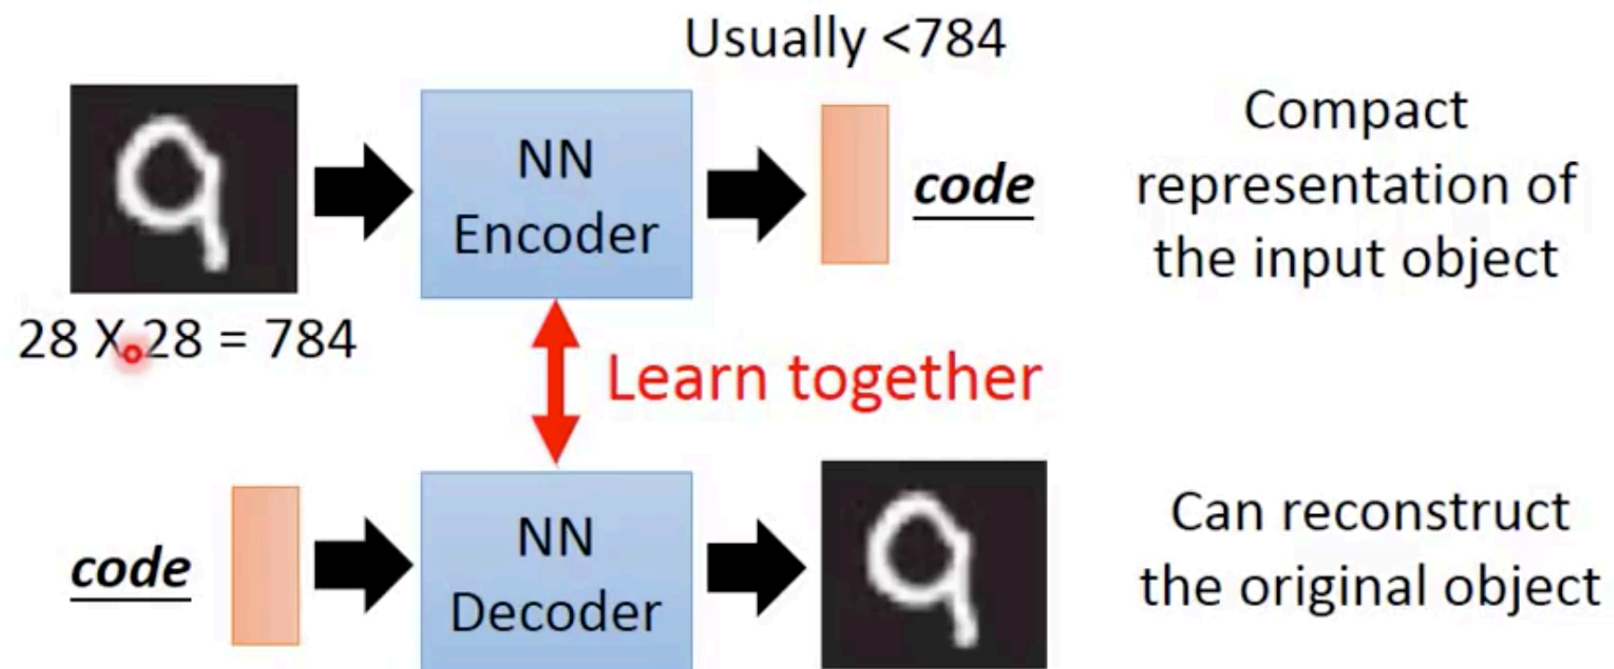 Usually <784
NN
Encoder
code
Compact
representation of
the input object
28 X 28 = 784
Learn together
code
NN
Decoder
Can reconstruct
the original object